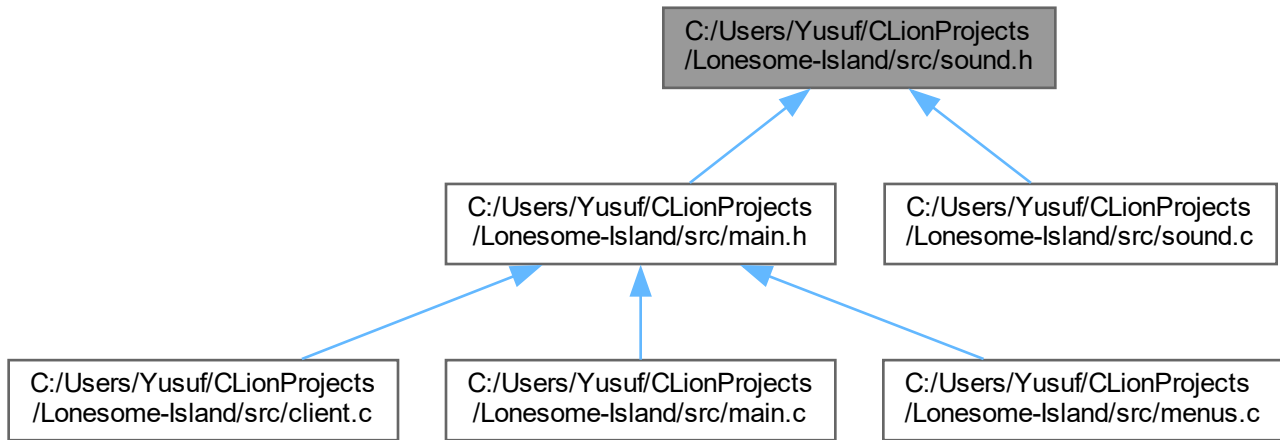 C:/Users/Yusuf/CLionProjects
/Lonesome-Island/src/sound.h
C:/Users/Yusuf/CLionProjects
/Lonesome-Island/src/main.h
C:/Users/Yusuf/CLionProjects
/Lonesome-Island/src/sound.c
C:/Users/Yusuf/CLionProjects
/Lonesome-Island/src/client.c
C:/Users/Yusuf/CLionProjects
/Lonesome-Island/src/main.c
C:/Users/Yusuf/CLionProjects
/Lonesome-Island/src/menus.c